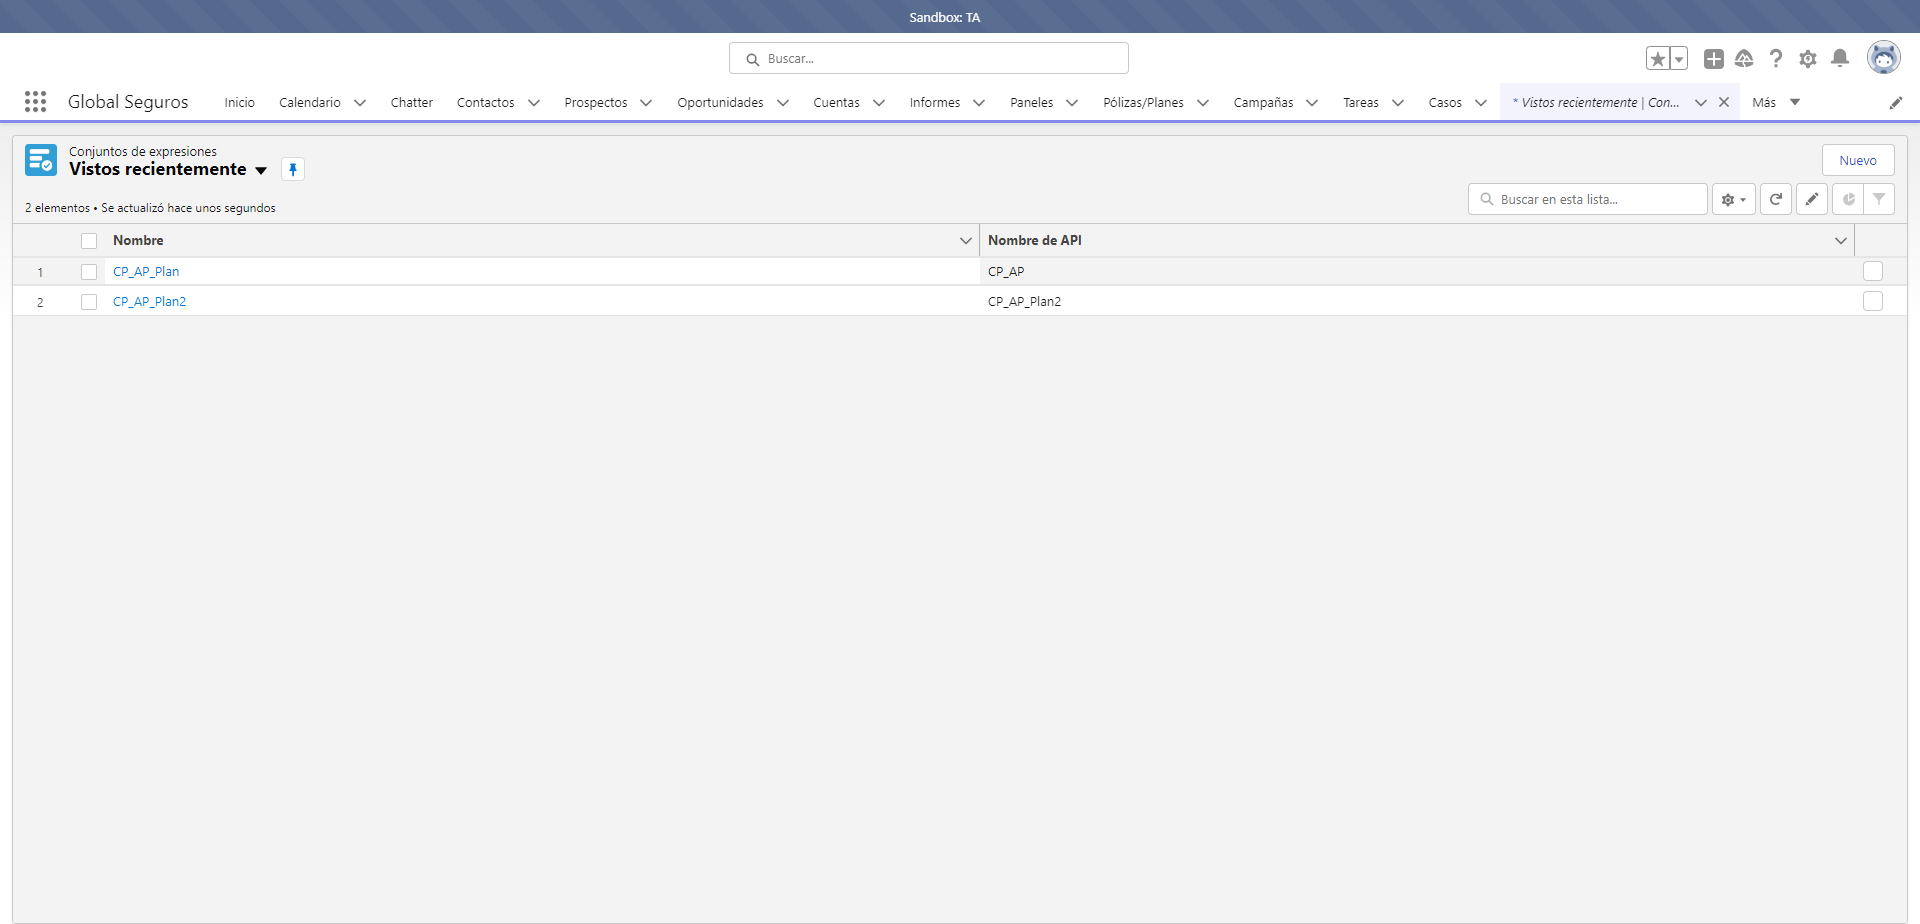 Sandbox: TA
Buscar...
Global Seguros
Inicio
Calendario
Chatter
Contactos
Prospectos
Oportunidades
Cuentas
Informes
Paneles
Pólizas/Planes
Campañas
Tareas
Casos
* Vistos recientemente | Con...
Más
Conjuntos de expresiones
Vistos recientemente
Nuevo
2 elementos • Se actualizó hace unos segundos
Buscar en esta lista...
Nombre
Nombre de API
1 CP_AP_Plan CP_AP
2 CP_AP_Plan2 CP_AP_Plan2